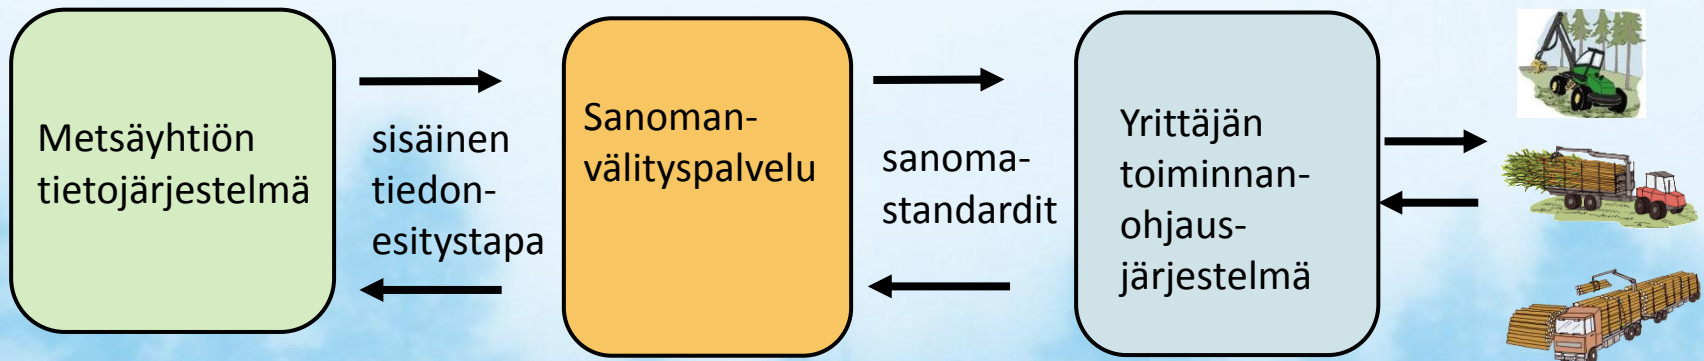 Metsäyhtiön
tietojärjestelmä
sisäinen
tiedon-
esitystapa
Sanoman-
välityspalvelu
sanoma-
standardit
Yrittäjän
toiminnan-
ohjaus-
järjestelmä